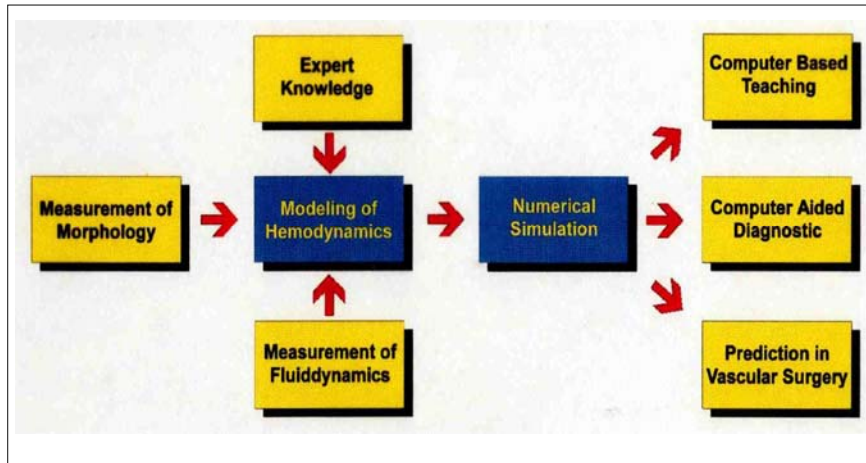 Expert
Knowledge
Computer Based
Teaching
Measurement of
Morphology
Modeling of
Hemodynamics
Numerical
Simulation
Computer Aided
Diagnostic
Measurement of
Fluiddynamics
Prediction in
Vascular Surgery